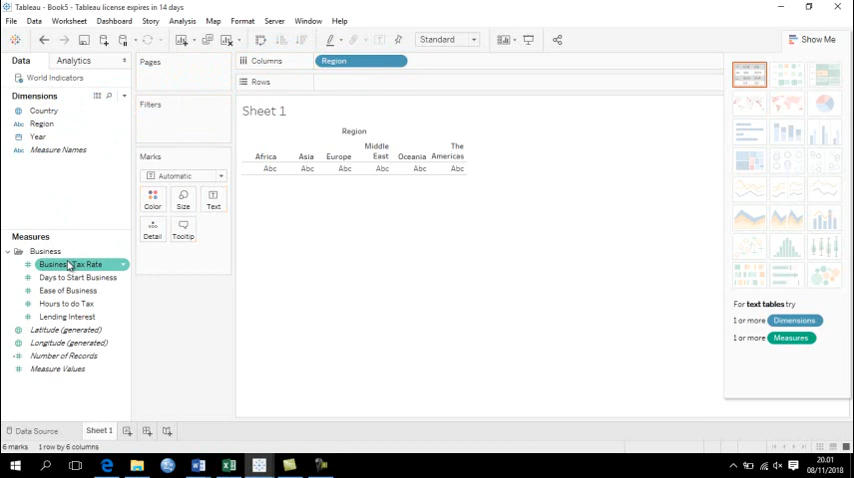 Tableau - Book5 - Tableau license expires in 14 days
File Data Worksheet Dashboard Story Analysis Map Format Server Window Help
Standard
Show Me
Data Analytics
World Indicators
Dimensions
Country
Abc Region
Year
Abc Measure Names
Measures
Business
Business Tax Rate
Days to Start Business
Ease of Business
Hours to do Tax
Lending Interest
Latitude (generated)
Longitude (generated)
Number of Records
Measure Values
Pages
Filters
Marks
Automatic
Color Size Text
Detail Tooltip
Columns Region
Rows
Sheet 1
Region
Africa Asia Europe Middle East Oceania The Americas
Abc Abc Abc Abc Abc Abc
For text tables try
1 or more Dimensions
1 or more Measures
Data Source Sheet 1
6 marks 1 row by 6 columns
20.01
08/11/2018